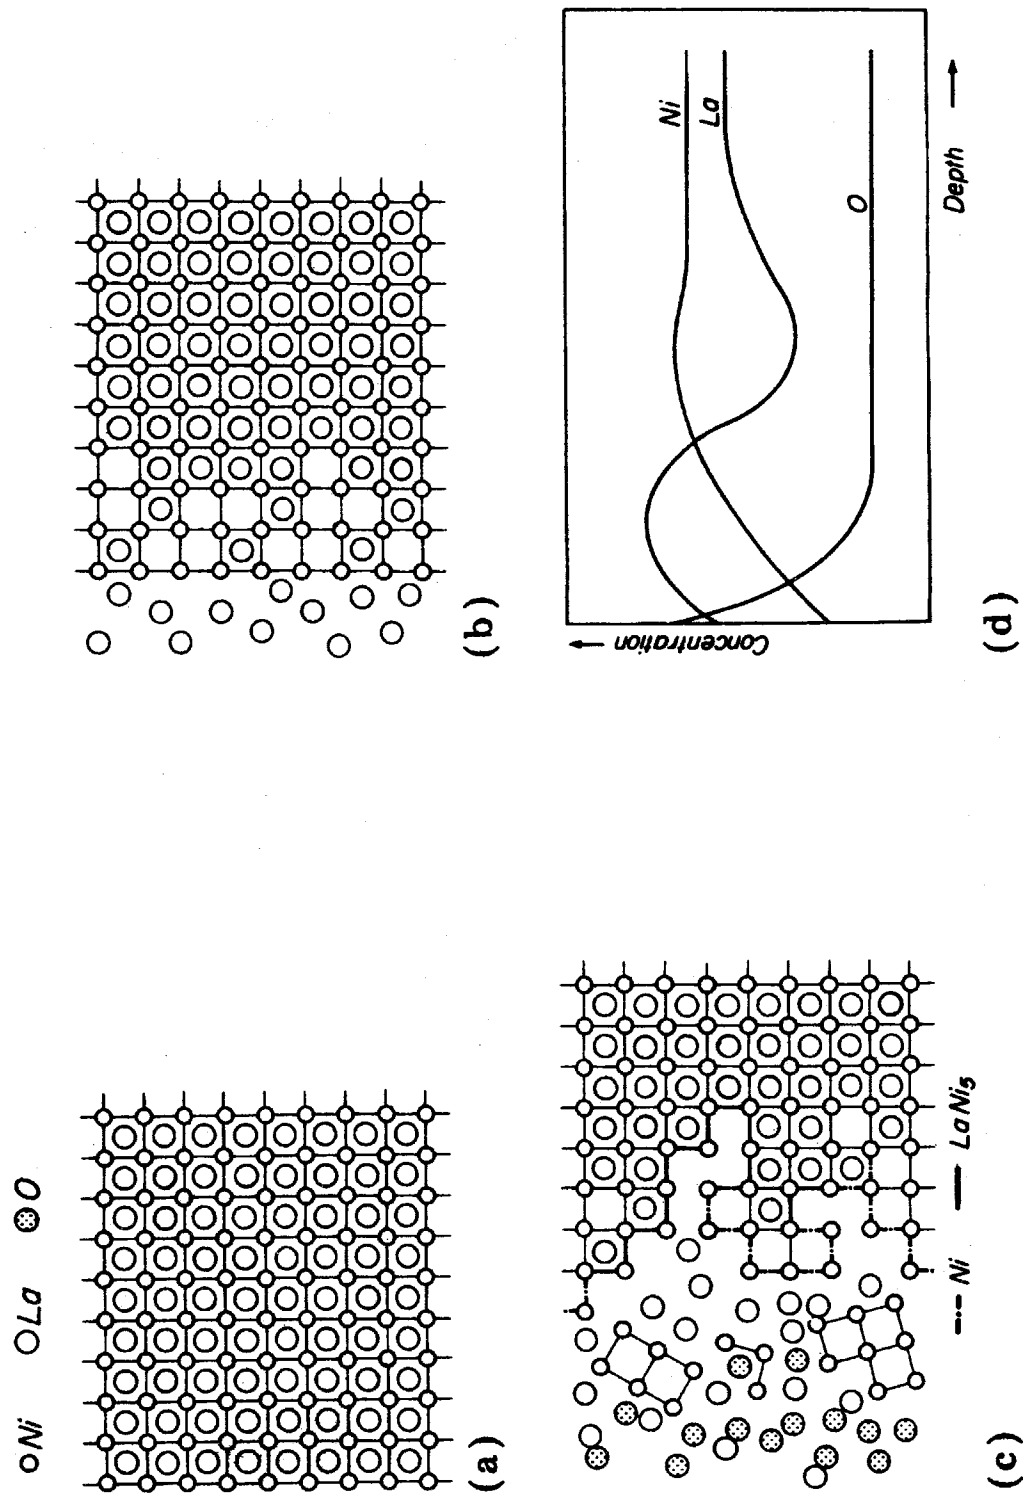 Ni La O
(a)
(b)
(c)
Ni LaNi5
(d)
Concentration
Ni
La
O
Depth